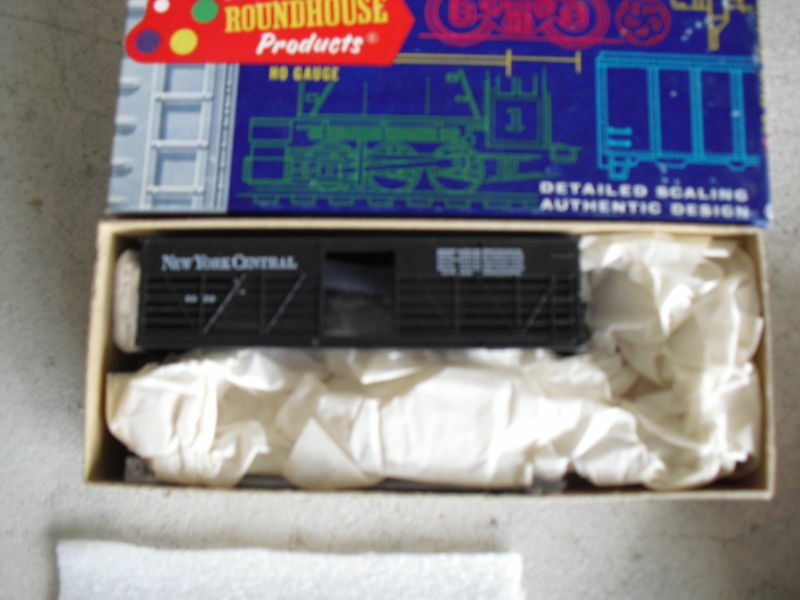 ROUNDHOUSE
Products®
HO GAUGE
1
DETAILED SCALING
AUTHENTIC DESIGN
NEW YORK CENTRAL